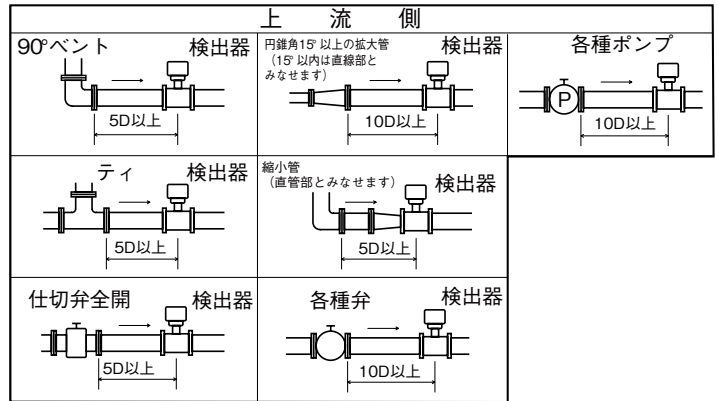 上流側
90°ベント 検出器
5D以上
円錐角15°以上の拡大管
（15°以内は直線部と
みなせます）
検出器
10D以上
各種ポンプ
P
10D以上
ティ 検出器
5D以上
縮小管
（直管部とみなせます）
検出器
5D以上
仕切弁全開 検出器
5D以上
各種弁 検出器
10D以上